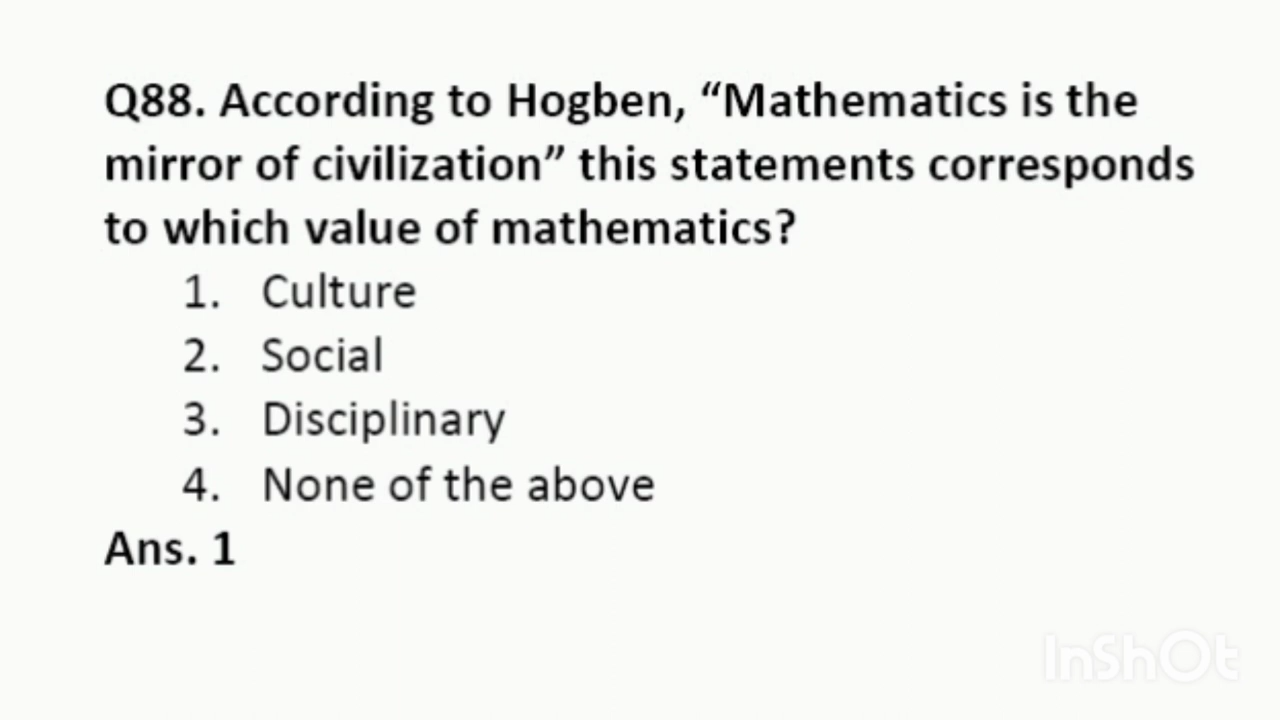 Q88. According to Hogben, “Mathematics is the
mirror of civilization” this statements corresponds
to which value of mathematics?
1. Culture
2. Social
3. Disciplinary
4. None of the above
Ans. 1
InShOt